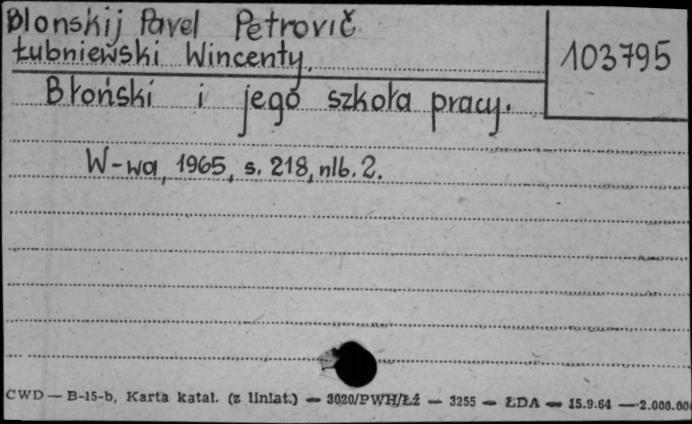 Blonskij Pavel Petrovič
Łubniewski Wincenty.
103795
Błoński i jego szkoła pracy.
W-wa, 1965, s. 218, nlb. 2.
CWD — B-15-b, Karta katal. (z liniat.) — 3020/PWH/Łź — 3255 — ŁDA — 15.9.64 — 2.000.00